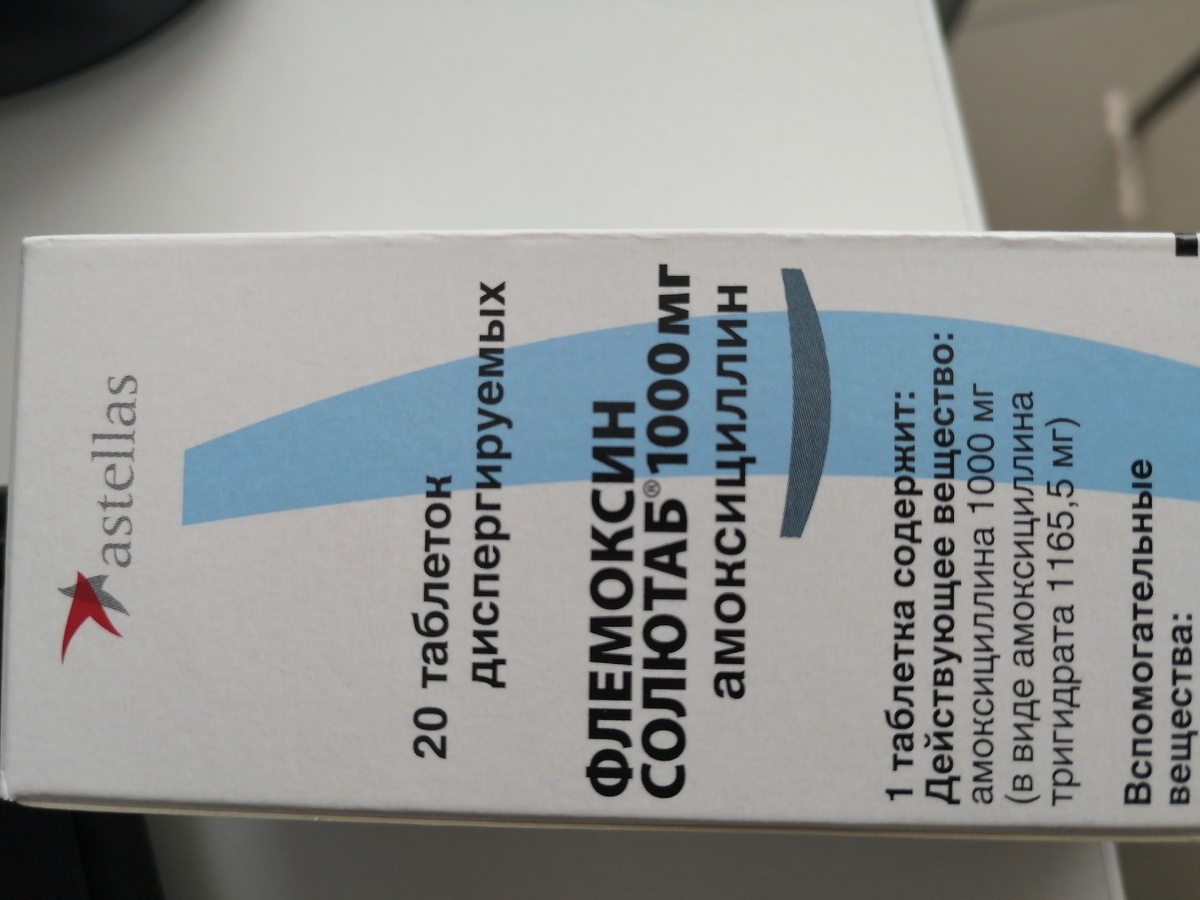 astellas
20 таблеток
диспергируемых
ФЛЕМОКСИН
СОЛЮТАБ® 1000 мг
амоксициллин
1 таблетка содержит:
Действующее вещество:
амоксициллина 1000 мг
(в виде амоксициллина
тригидрата 1165,5 мг)
Вспомогательные
вещества: